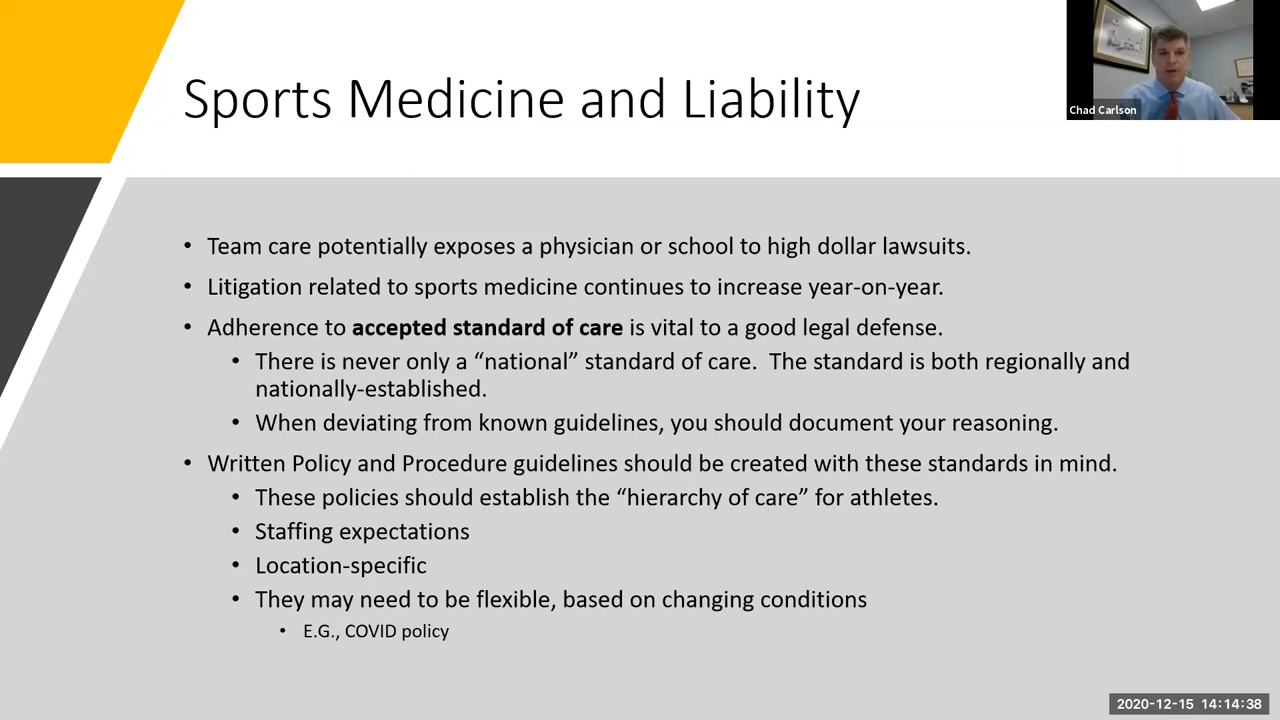 Sports Medicine and Liability
Chad Carlson
• Team care potentially exposes a physician or school to high dollar lawsuits.
• Litigation related to sports medicine continues to increase year-on-year.
• Adherence to accepted standard of care is vital to a good legal defense.
• There is never only a “national” standard of care.  The standard is both regionally and
nationally-established.
• When deviating from known guidelines, you should document your reasoning.
• Written Policy and Procedure guidelines should be created with these standards in mind.
• These policies should establish the “hierarchy of care” for athletes.
• Staffing expectations
• Location-specific
• They may need to be flexible, based on changing conditions
• E.G., COVID policy
2020-12-15 14:14:38